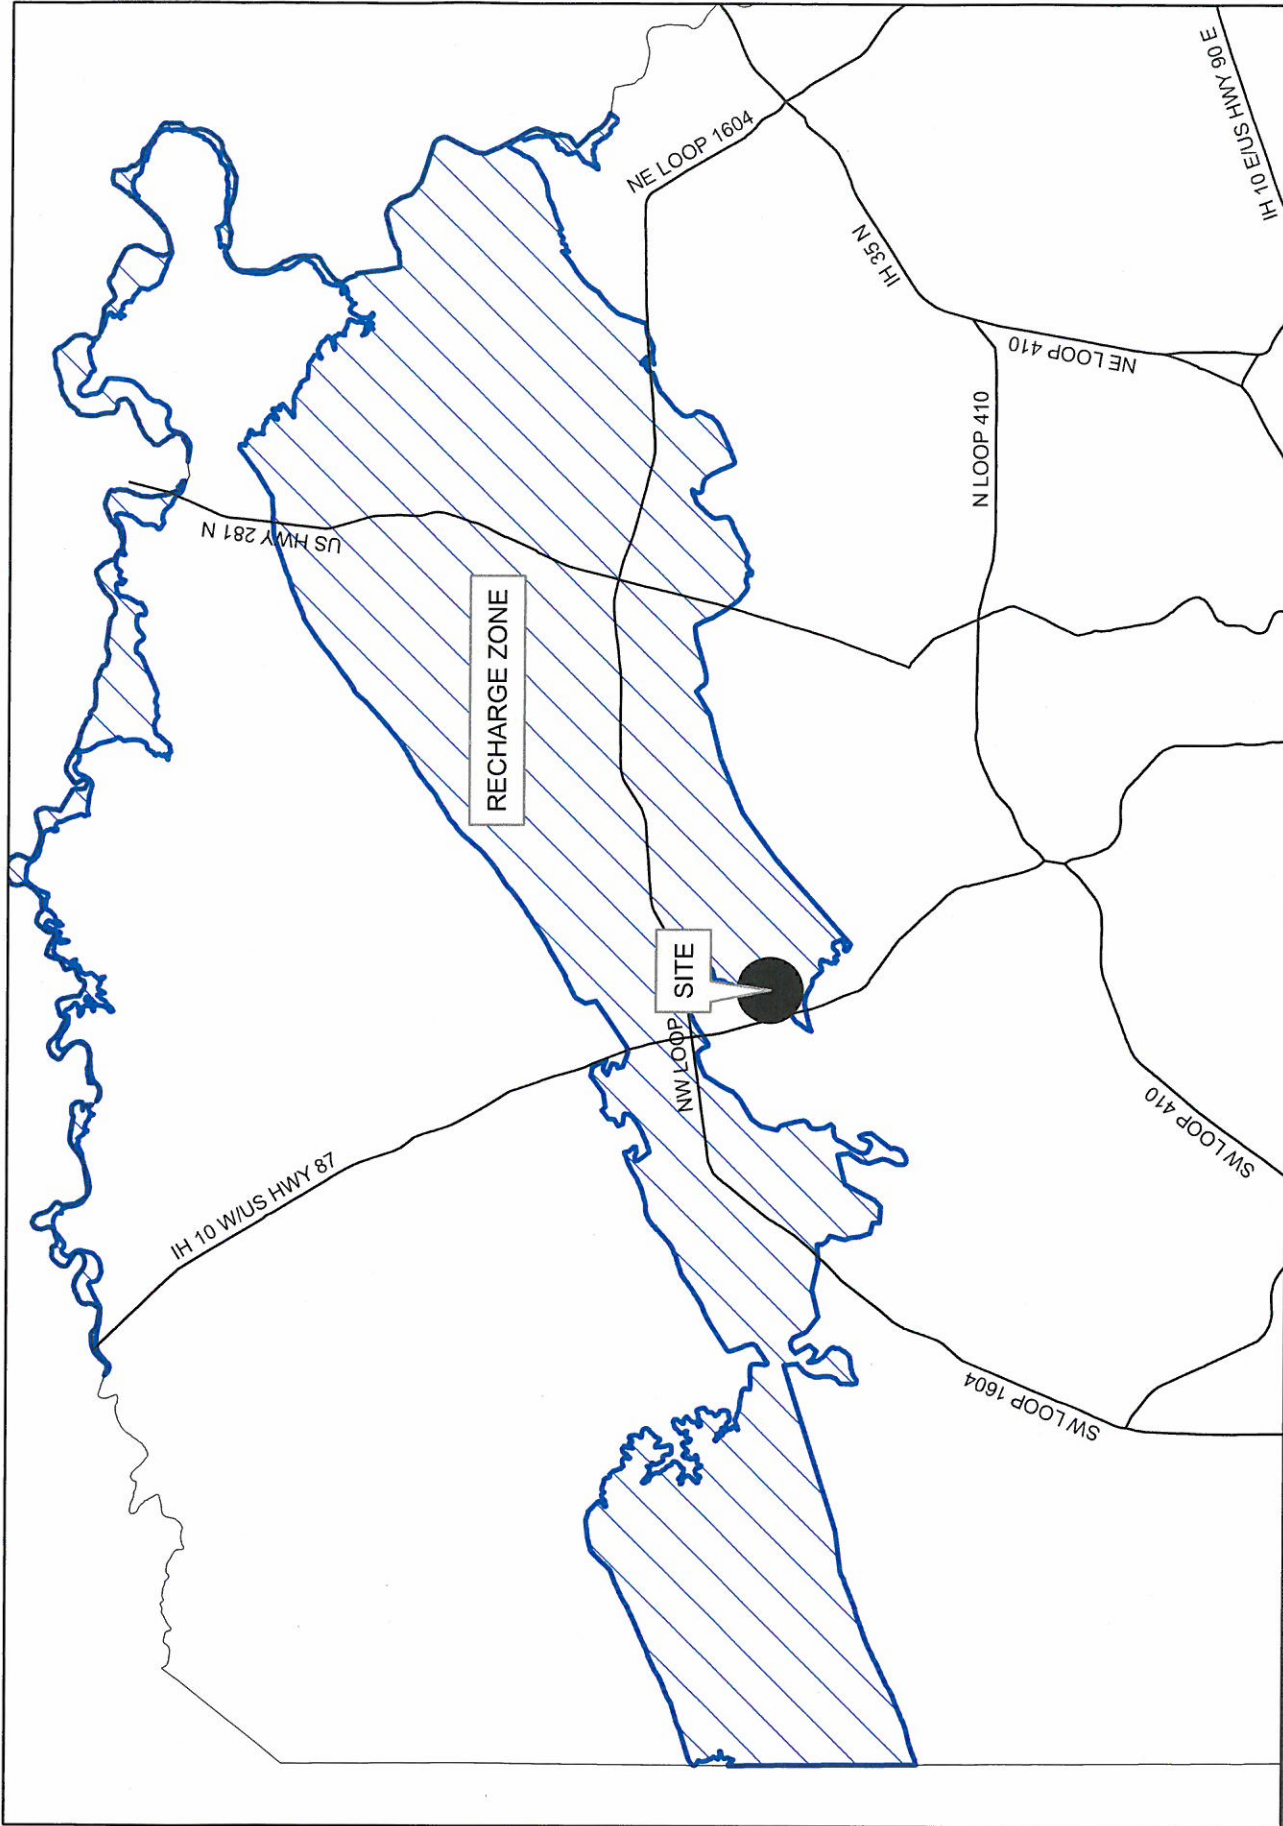 IH 10 W/US HWY 87
US HWY 281 N
RECHARGE ZONE
NE LOOP 1604
NW LOOP
SITE
IH 35 N
N LOOP 410
NE LOOP 410
SW LOOP 1604
SW LOOP 410
IH 10 E/US HWY 90 E